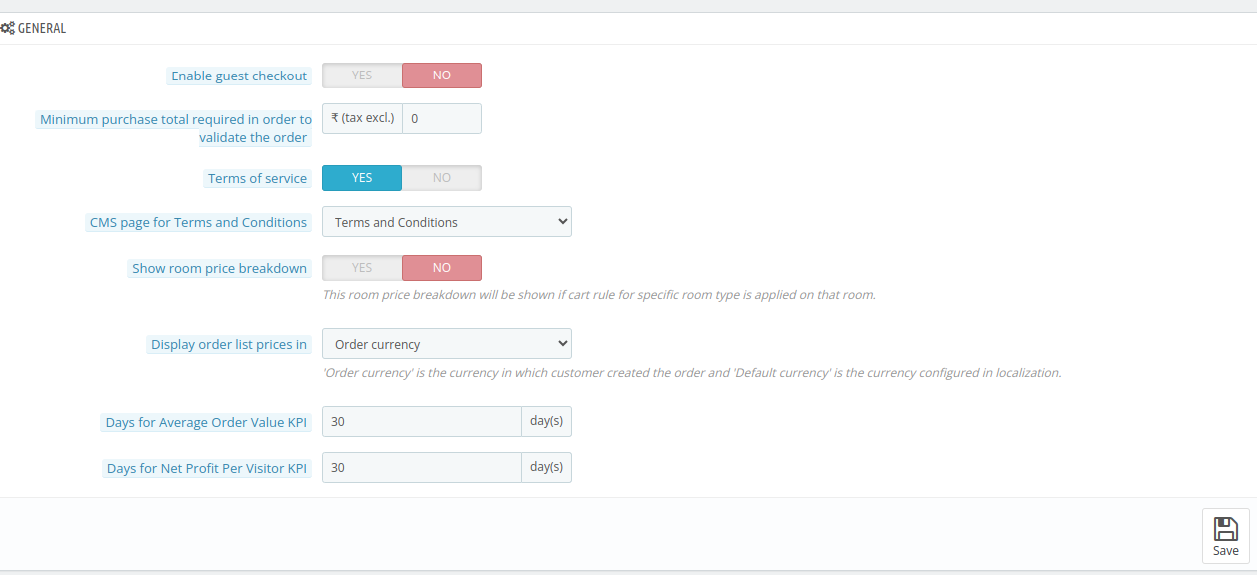 GENERAL
Enable guest checkout YES NO
Minimum purchase total required in order to ₹ (tax excl.) 0
validate the order
Terms of service YES NO
CMS page for Terms and Conditions Terms and Conditions
Show room price breakdown YES NO
This room price breakdown will be shown if cart rule for specific room type is applied on that room.
Display order list prices in Order currency
'Order currency' is the currency in which customer created the order and 'Default currency' is the currency configured in localization.
Days for Average Order Value KPI 30 day(s)
Days for Net Profit Per Visitor KPI 30 day(s)
Save